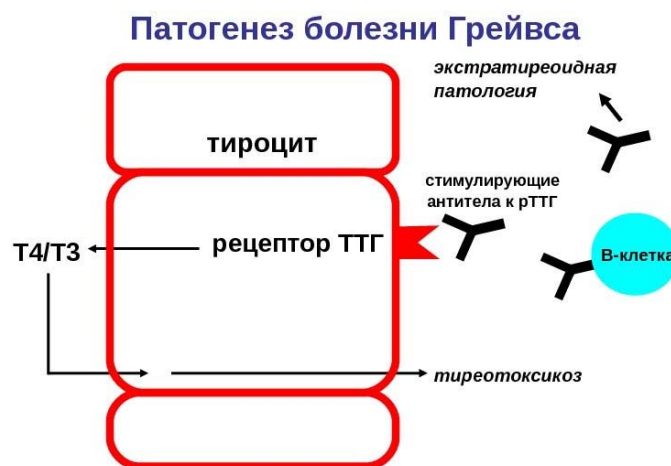 Патогенез болезни Грейвса
экстратиреоидная
патология
тироцит
стимулирующие
антитела к рТТГ
рецептор ТТГ
Т4/Т3
В-клетка
тиреотоксикоз